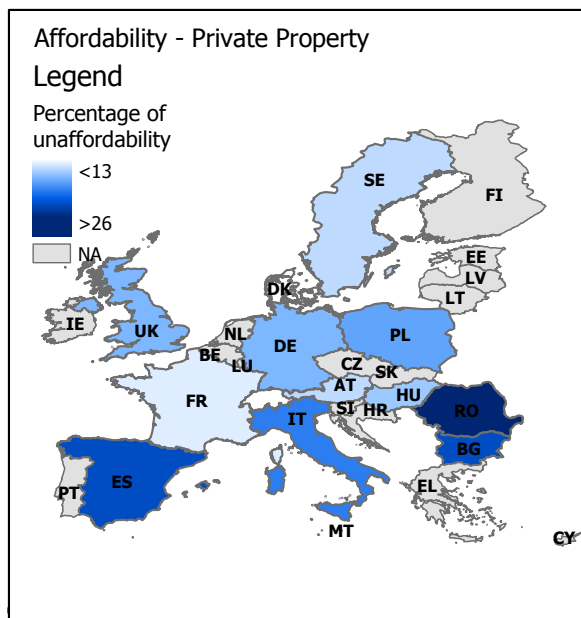 Affordability - Private Property
Legend
Percentage of
unaffordability
<13
>26
NA
SE
FI
EE
LV
LT
DK
IE
UK
NL
BE
LU
DE
PL
CZ
SK
AT
HU
FR
SI
HR
IT
RO
BG
PT
ES
EL
MT
CY